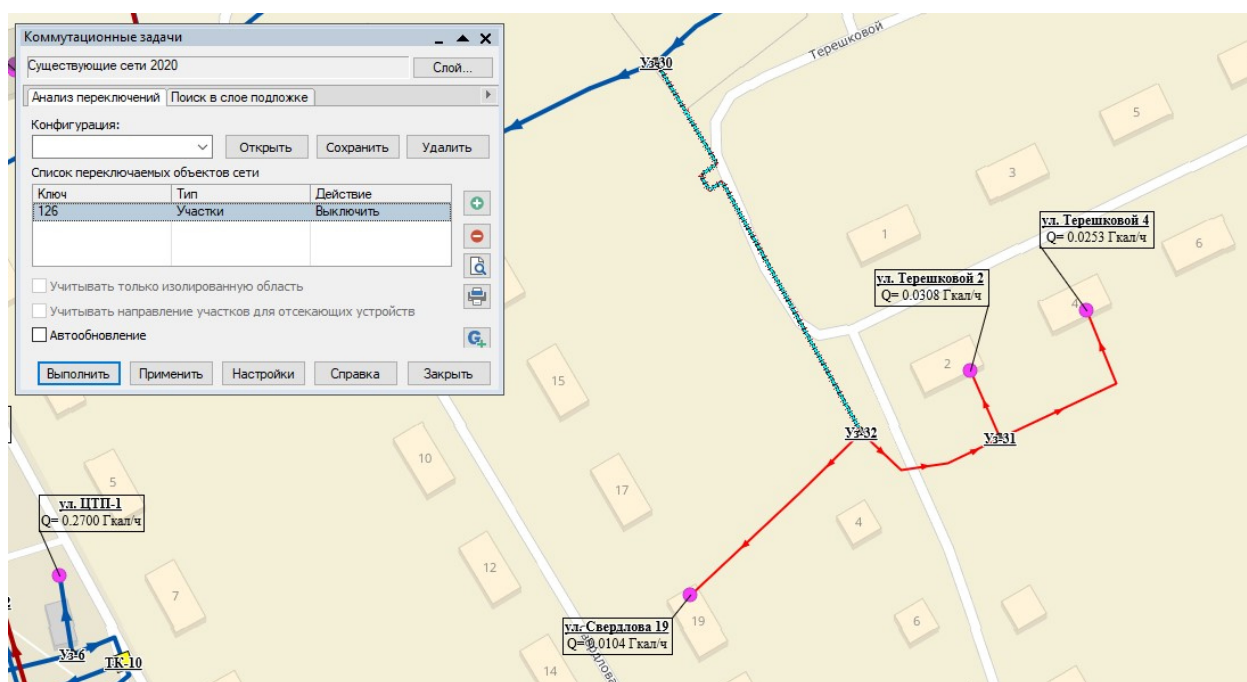 Коммутационные задачи
Существующие сети 2020
Слой...
Анализ переключений Поиск в слое подложке
Конфигурация:
Открыть Сохранить Удалить
Список переключаемых объектов сети
Ключ Тип Действие
126 Участки Выключить
Учитывать только изолированную область
Учитывать направление участков для отсекающих устройств
Автообновление
Выполнить Применить Настройки Справка Закрыть
Уз-30
Терешковой
5
3
1
6
ул. Терешковой 4
Q= 0.0253 Гкал/ч
ул. Терешковой 2
Q= 0.0308 Гкал/ч
4
2
15
Уз-32
Уз-31
10
5
17
4
ул. ЦТП-1
Q= 0.2700 Гкал/ч
12
7
ул. Свердлова 19
Q= 0.0104 Гкал/ч
19
6
Уз-6
ТК-10
14